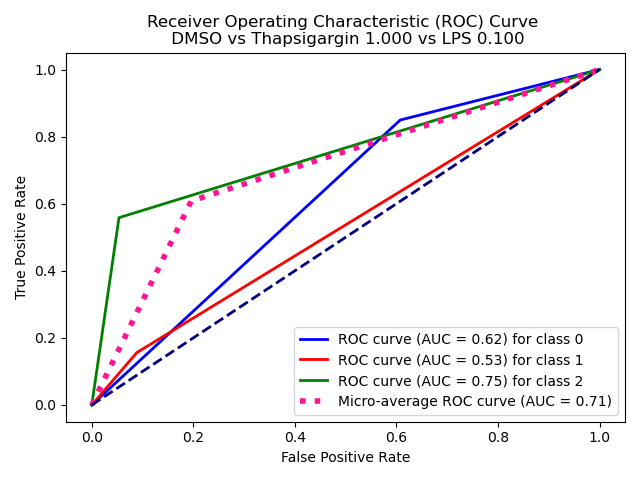 Receiver Operating Characteristic (ROC) Curve
DMSO vs Thapsigargin 1.000 vs LPS 0.100
True Positive Rate
1.0
0.8
0.6
0.4
0.2
0.0
ROC curve (AUC = 0.62) for class 0
ROC curve (AUC = 0.53) for class 1
ROC curve (AUC = 0.75) for class 2
Micro-average ROC curve (AUC = 0.71)
0.0 0.2 0.4 0.6 0.8 1.0
False Positive Rate